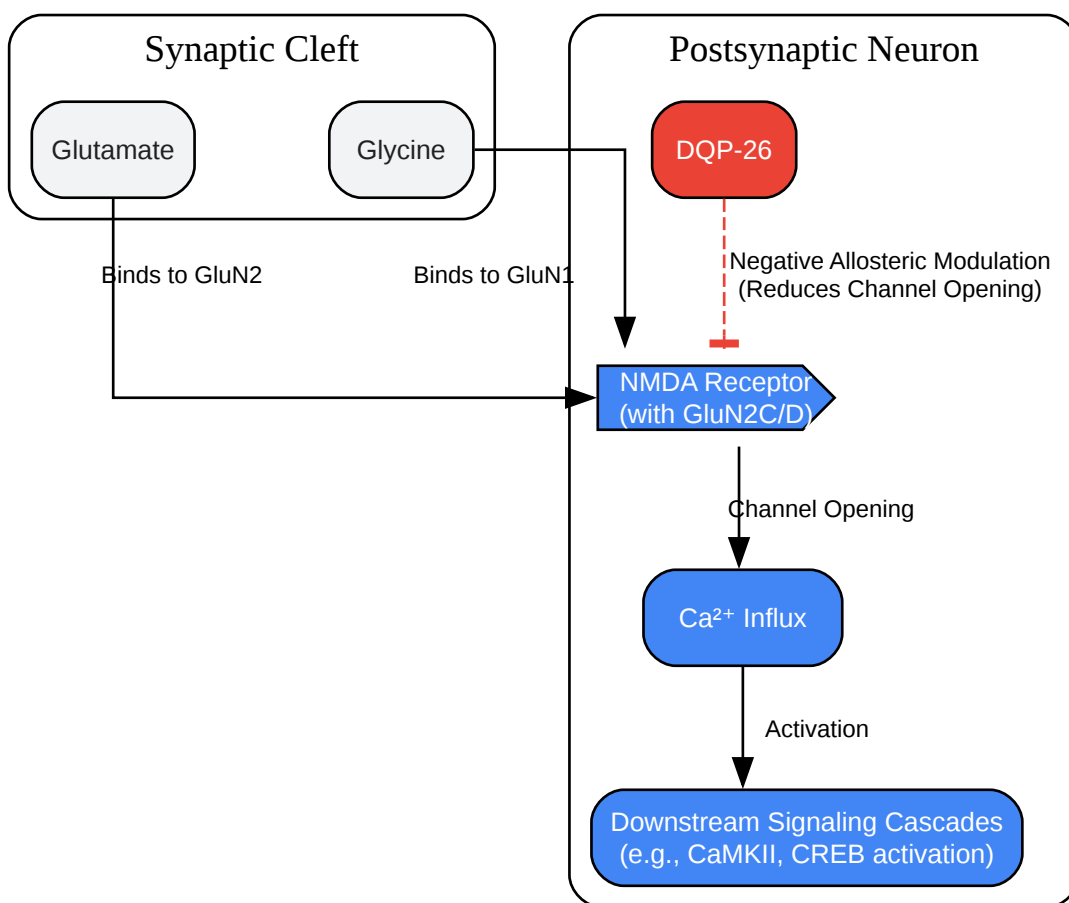 Synaptic Cleft
Postsynaptic Neuron
Glutamate
Glycine
DQP-26
Binds to GluN2
Binds to GluN1
Negative Allosteric Modulation
(Reduces Channel Opening)
NMDA Receptor
(with GluN2C/D)
Channel Opening
Ca²⁺ Influx
Activation
Downstream Signaling Cascades
(e.g., CaMKII, CREB activation)